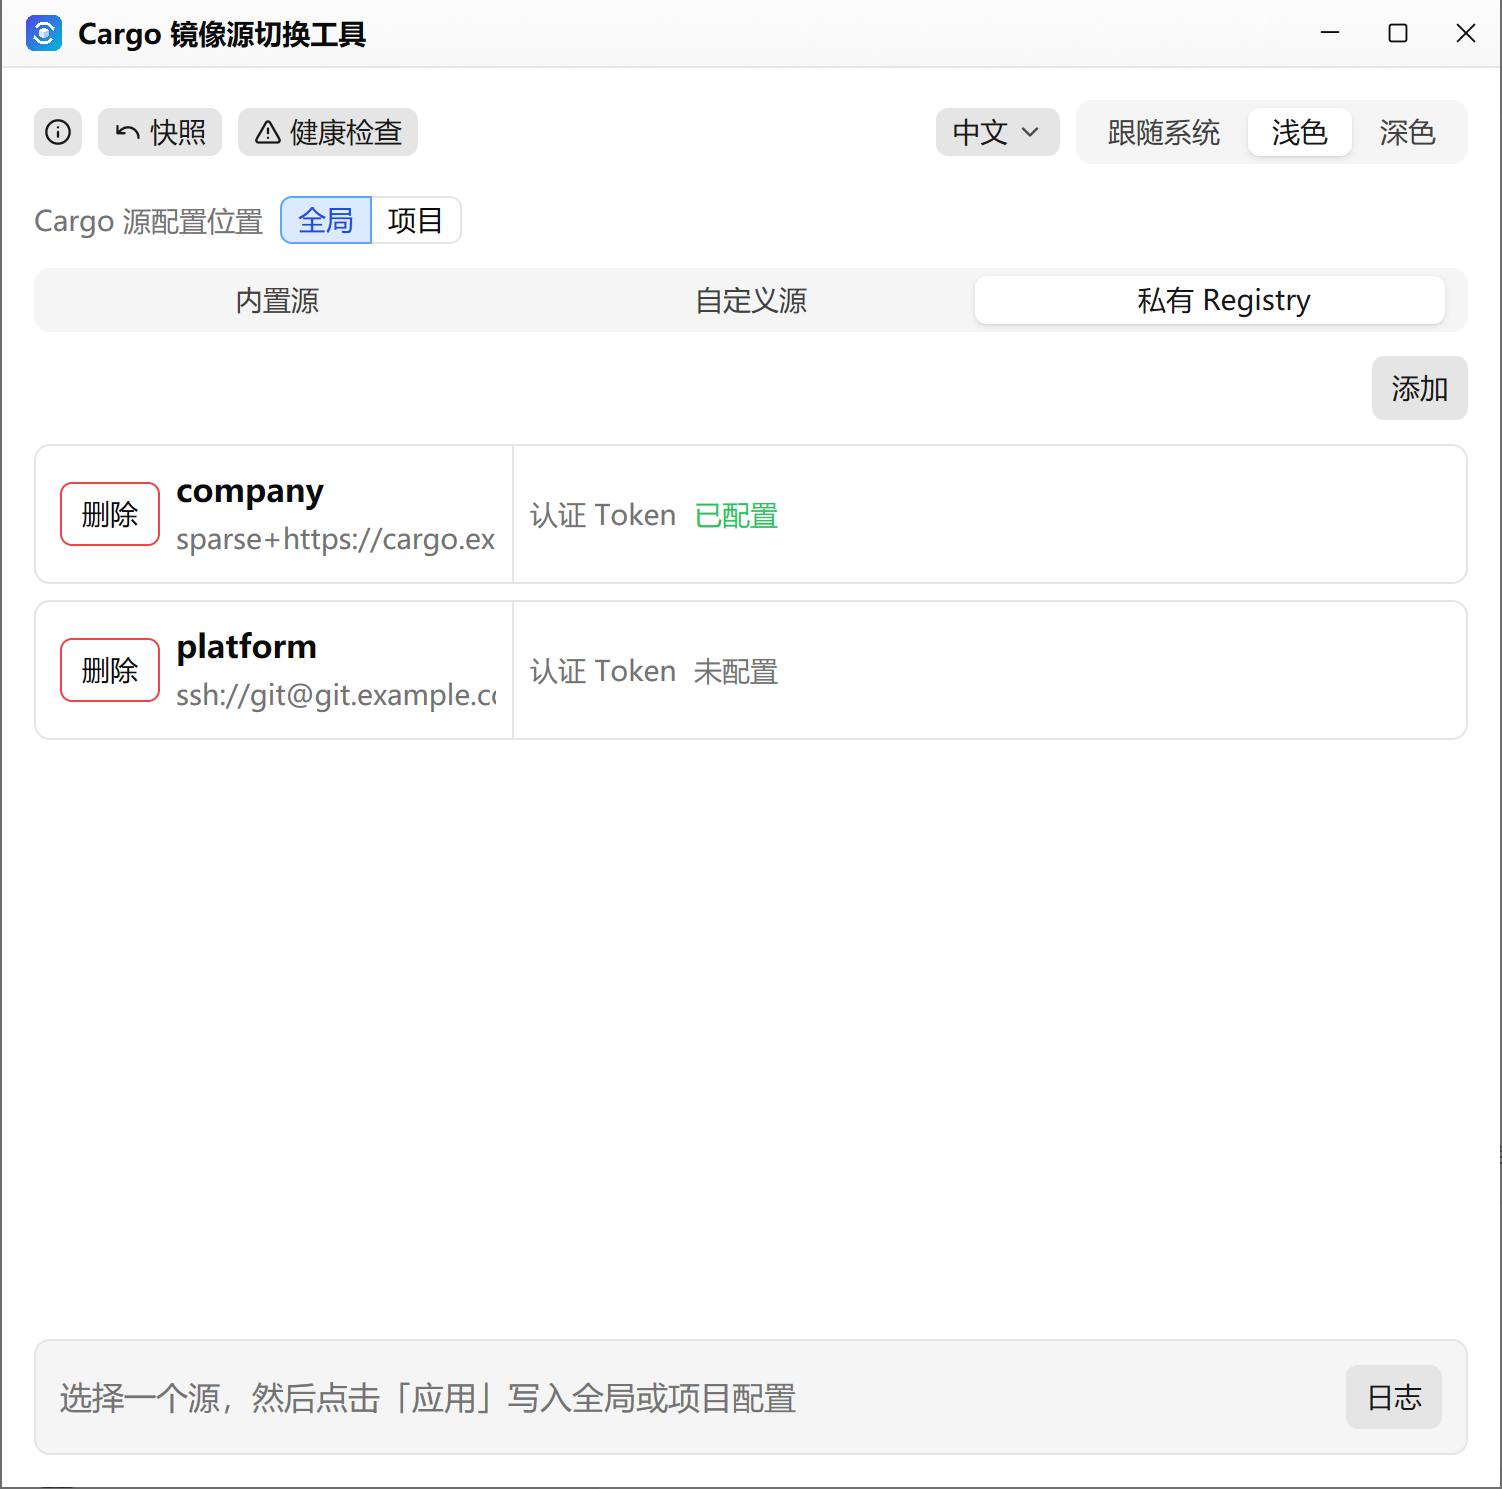 Cargo 镜像源切换工具
快照
健康检查
中文
跟随系统
浅色
深色
Cargo 源配置位置
全局
项目
内置源
自定义源
私有 Registry
添加
删除
company
sparse+https://cargo.ex
认证 Token 已配置
删除
platform
ssh://git@git.example.c
认证 Token 未配置
选择一个源，然后点击「应用」写入全局或项目配置
日志